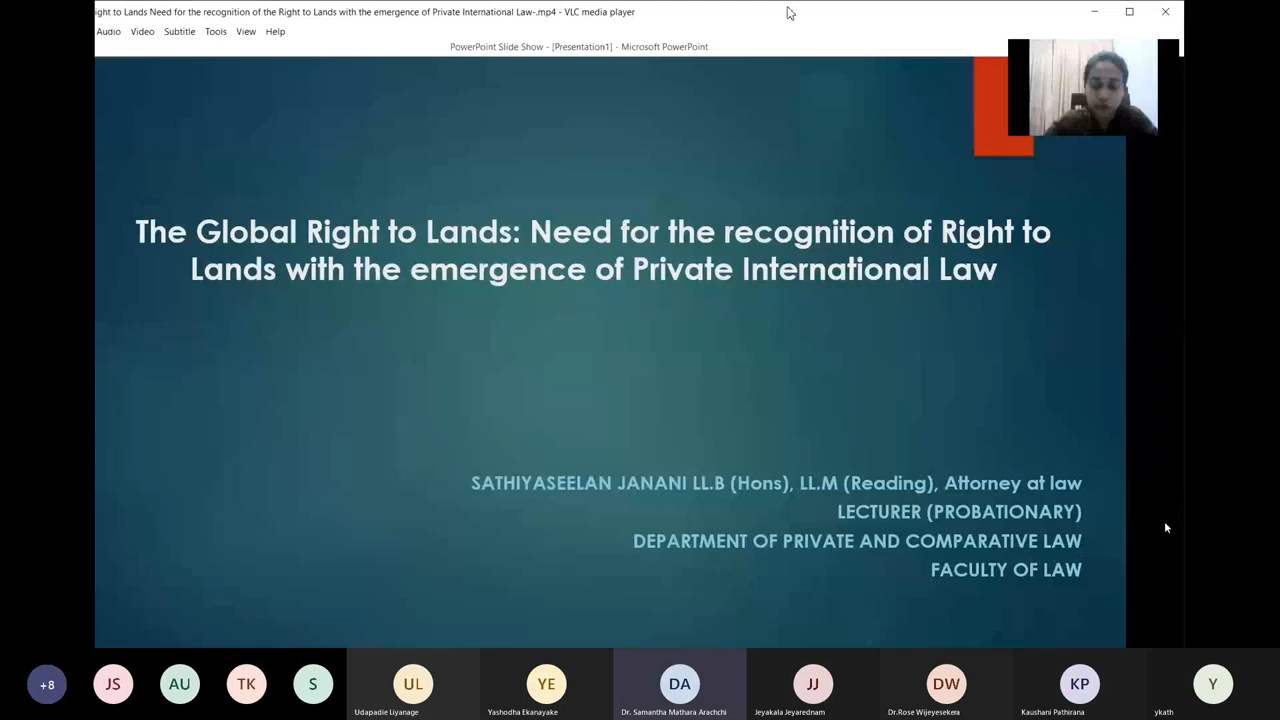 ight to Lands Need for the recognition of the Right to Lands with the emergence of Private International Law-.mp4 - VLC media player
Audio Video Subtitle Tools View Help
PowerPoint Slide Show - [Presentation1] - Microsoft PowerPoint
The Global Right to Lands: Need for the recognition of Right to
Lands with the emergence of Private International Law
SATHIYASEELAN JANANI LL.B (Hons), LL.M (Reading), Attorney at law
LECTURER (PROBATIONARY)
DEPARTMENT OF PRIVATE AND COMPARATIVE LAW
FACULTY OF LAW
+8 JS AU TK S UL YE DA JJ DW KP Y
Udapadie Liyanage Yashodha Ekanayake Dr. Samantha Mathara Arachchi Jeyakala Jeyarednam Dr.Rose Wijeyesekera Kaushani Pathirana ykath